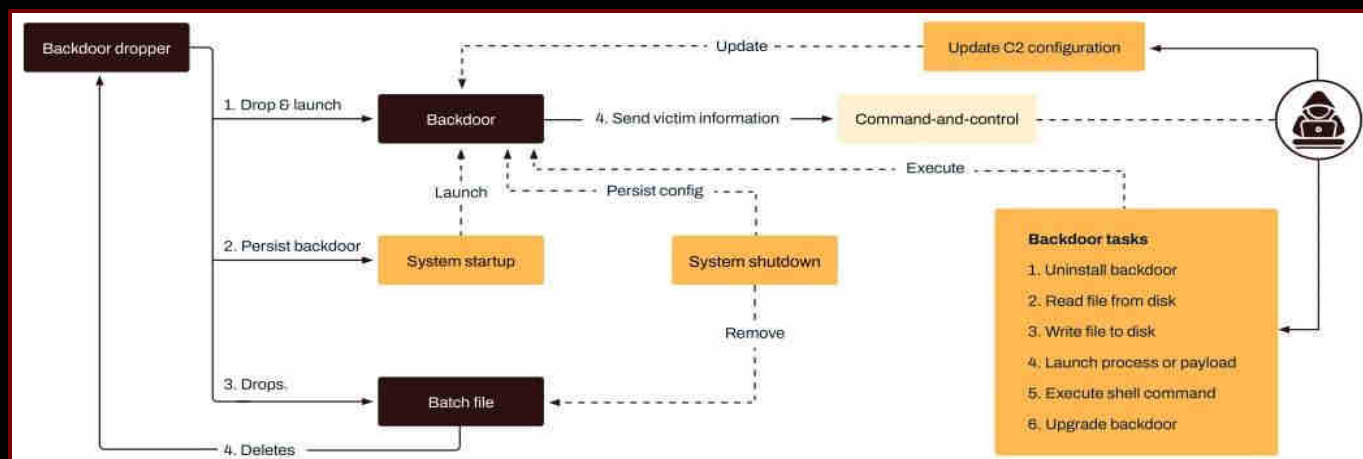 Backdoor dropper
Update
Update C2 configuration
1. Drop & launch
Backdoor
4. Send victim information
Command-and-control
Execute
Launch
Persist config
2. Persist backdoor
System startup
System shutdown
Backdoor tasks
1. Uninstall backdoor
2. Read file from disk
3. Write file to disk
4. Launch process or payload
5. Execute shell command
6. Upgrade backdoor
Remove
3. Drops.
Batch file
4. Deletes